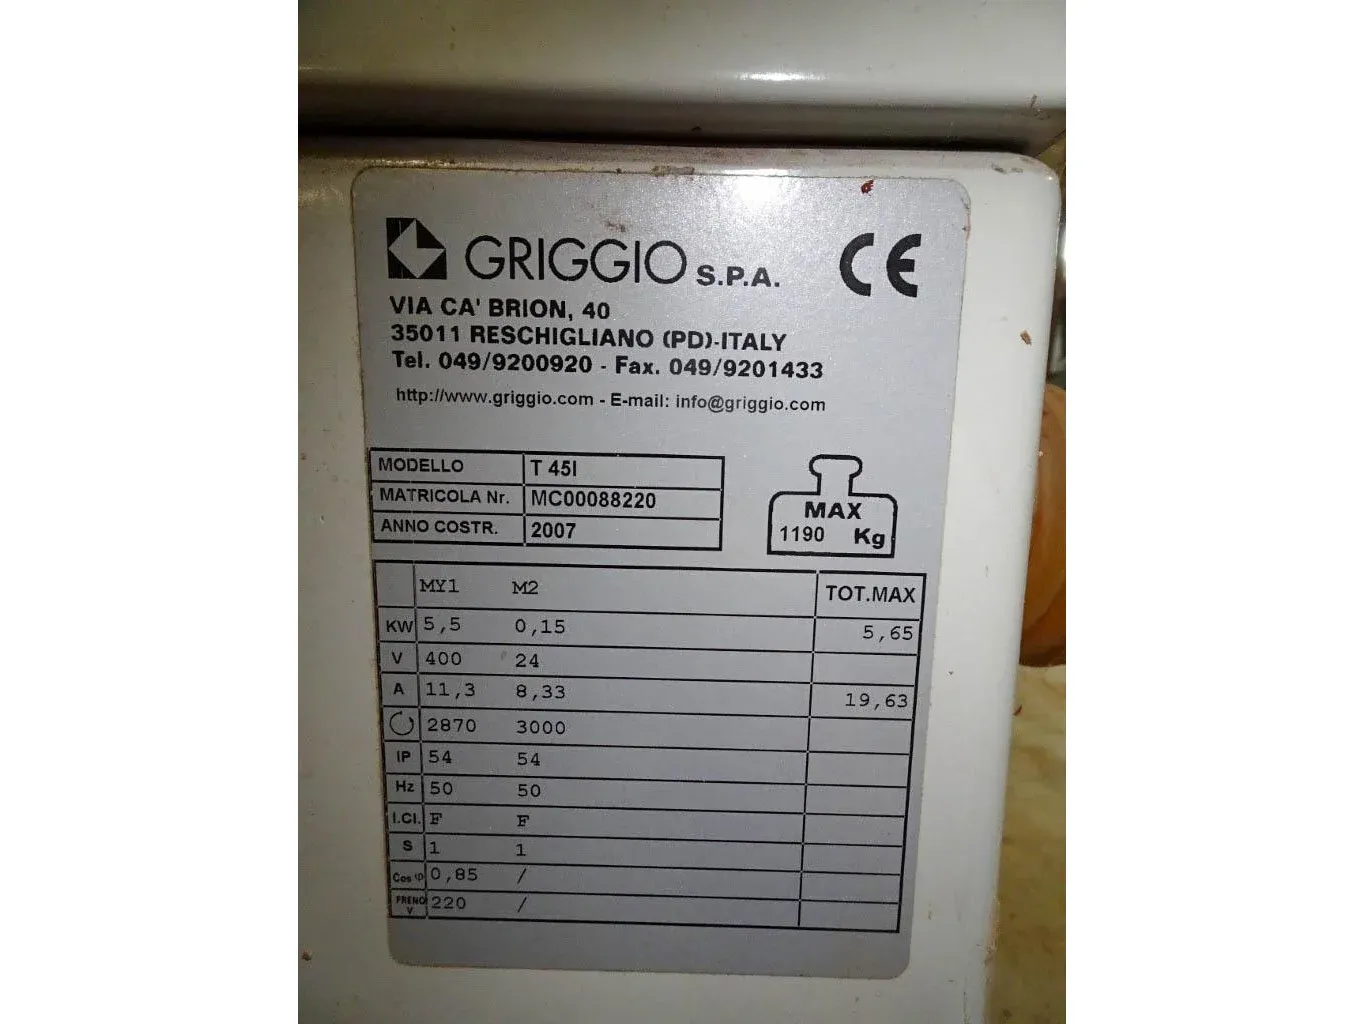 GRIGGIO S.P.A.
CE
VIA CA' BRION, 40
35011 RESCHIGLIANO (PD)-ITALY
Tel. 049/9200920 - Fax. 049/9201433
http://www.griggio.com - E-mail: info@griggio.com
MODELLO T 45I
MATRICOLA Nr. MC00088220
ANNO COSTR. 2007
MAX
1190 Kg
MY1 M2 TOT.MAX
KW 5,5 0,15 5,65
V 400 24
A 11,3 8,33 19,63
2870 3000
IP 54 54
Hz 50 50
I.Cl. F F
S 1 1
Cos φ 0,85 /
FRENO V 220 /